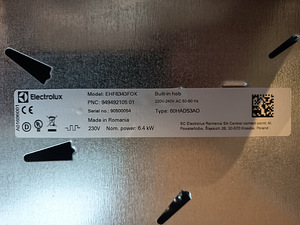 Electrolux
Model: EHF6343FOK
Built-in hob
PNC: 949492105 01
220V-240V AC 50-60 Hz
Serial no.: 90500054
Type: 60HAD53AO
Made in Romania
230V Nom. power: 6.4 kW